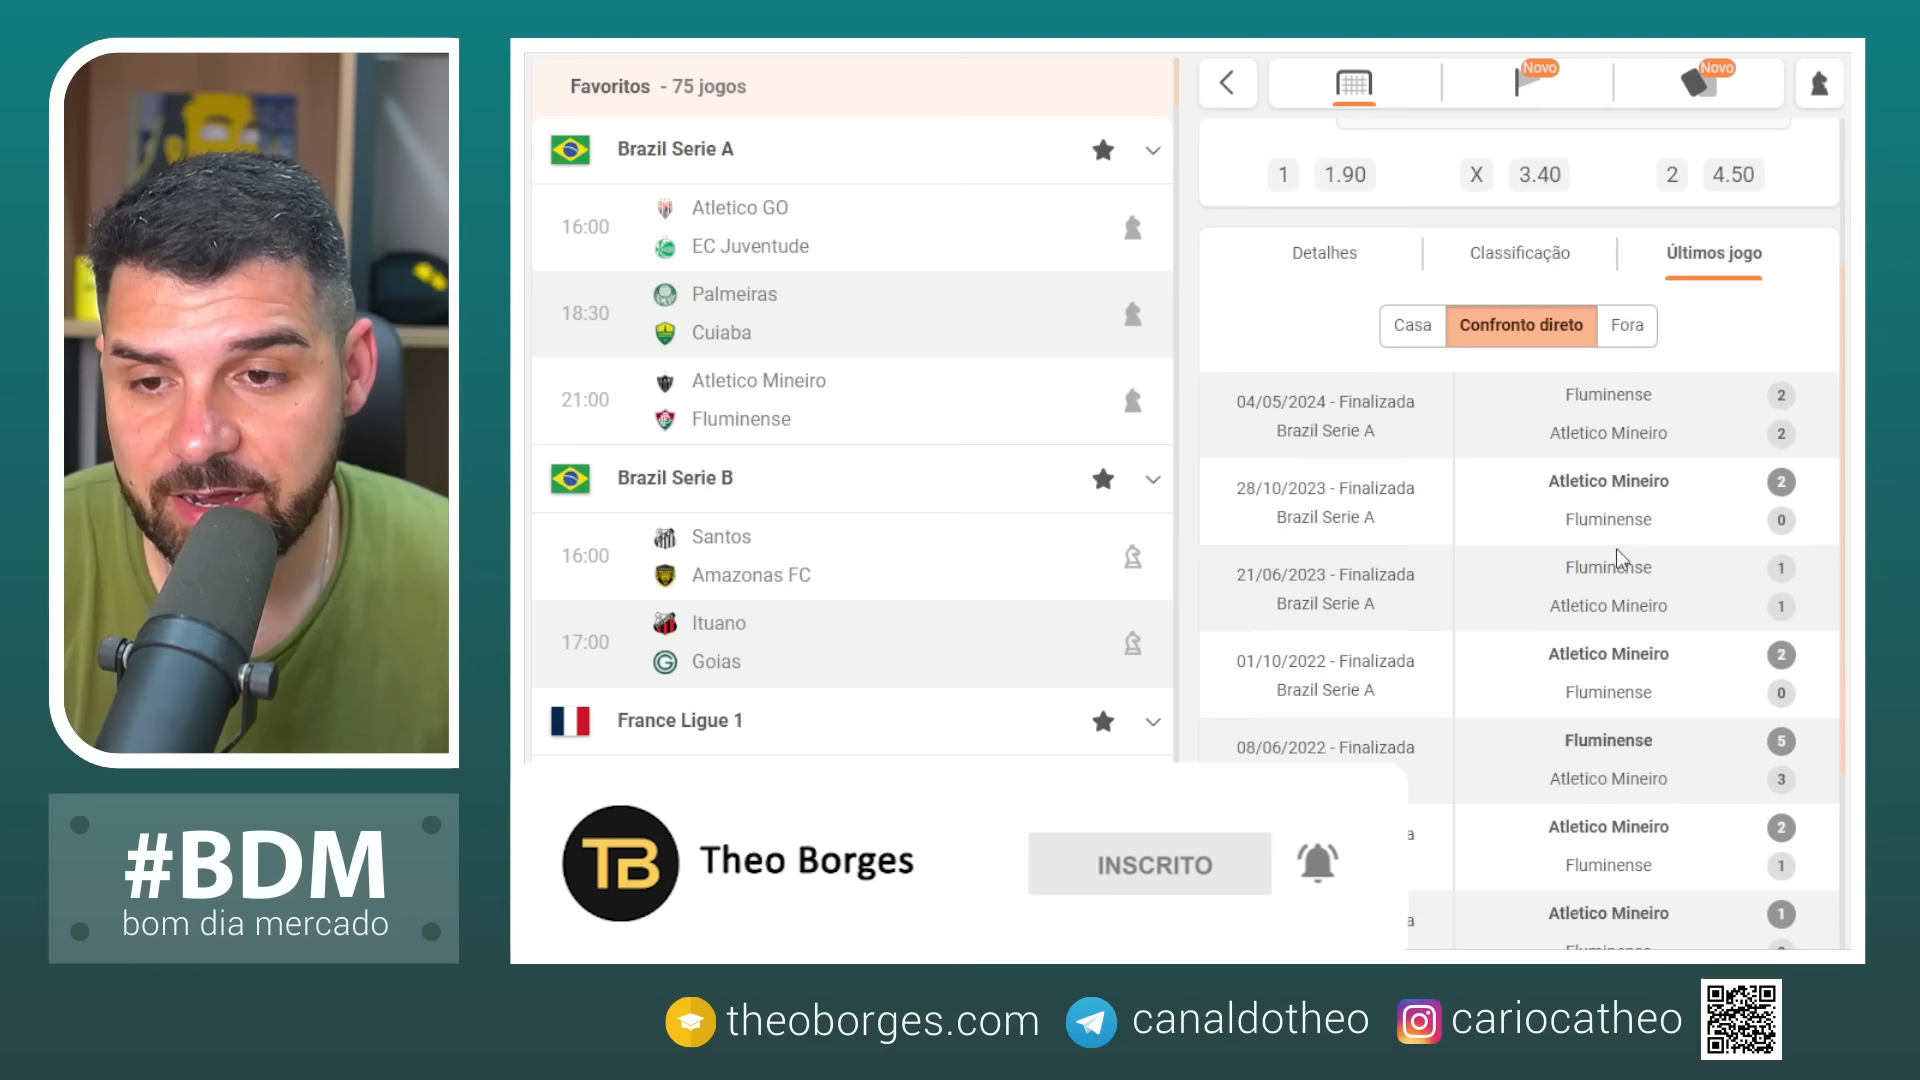 Favoritos - 75 jogos
Brazil Serie A
16:00
Atletico GO
EC Juventude
18:30
Palmeiras
Cuiaba
21:00
Atletico Mineiro
Fluminense
Brazil Serie B
16:00
Santos
Amazonas FC
17:00
Ituano
Goias
France Ligue 1
Novo
Novo
1 1.90 X 3.40 2 4.50
Detalhes Classificação Últimos jogo
Casa Confronto direto Fora
04/05/2024 - Finalizada
Brazil Serie A
Fluminense 2
Atletico Mineiro 2
28/10/2023 - Finalizada
Brazil Serie A
Atletico Mineiro 2
Fluminense 0
21/06/2023 - Finalizada
Brazil Serie A
Fluminense 1
Atletico Mineiro 1
01/10/2022 - Finalizada
Brazil Serie A
Atletico Mineiro 2
Fluminense 0
08/06/2022 - Finalizada
Fluminense 5
Atletico Mineiro 3
a
Atletico Mineiro 2
Fluminense 1
a
Atletico Mineiro 1
TB Theo Borges INSCRITO
#BDM
bom dia mercado
theoborges.com canaldotheo cariocatheo